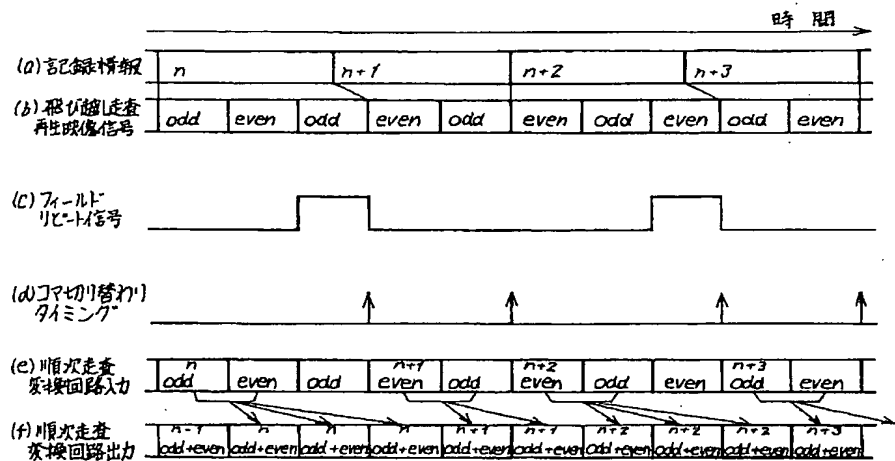 時 間
(a) 記録情報 n n+1 n+2 n+3
(b) 飛び越し走査
再生映像信号 odd even odd even odd even odd even odd even
(c) フィールド
リピート信号
(d) コマ切り替わり
タイミング
(e) 順次走査
変換回路入力
n n+1 n+2 n+3
odd even odd even odd even odd even odd even
(f) 順次走査
変換回路出力
n-1 n n n n+1 n+1 n+2 n+2 n+2 n+3
odd+even odd+even odd+even odd+even odd+even odd+even odd+even odd+even odd+even odd+even